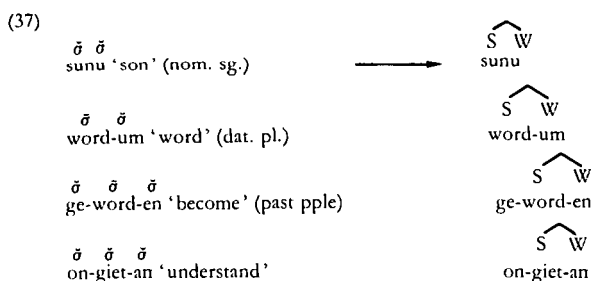 (37)
σ̆ σ̆ S W
sunu ‘son’ (nom. sg.) → sunu
σ̄ σ̆ S W
word-um ‘word’ (dat. pl.) word-um
σ̆ σ̄ σ̆ S W
ge-word-en ‘become’ (past pple) ge-word-en
σ̆ σ̆ σ̆ S W
on-giet-an ‘understand’ on-giet-an